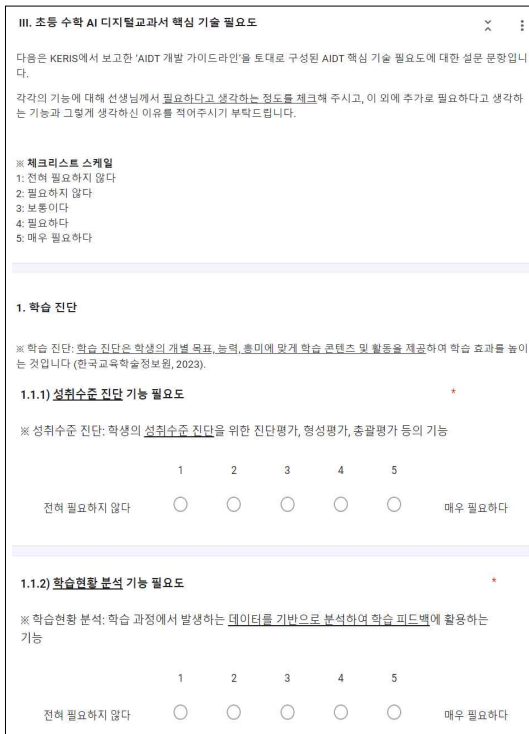 III. 초등 수학 AI 디지털교과서 핵심 기술 필요도
다음은 KERIS에서 보고한 'AIDT 개발 가이드라인'을 토대로 구성된 AIDT 핵심 기술 필요도에 대한 설문 문항입니
다.
각각의 기능에 대해 선생님께서 필요하다고 생각하는 정도를 체크해 주시고, 이 외에 추가로 필요하다고 생각하
는 기능과 그렇게 생각하신 이유를 적어주시기 부탁드립니다.
※ 체크리스트 스케일
1: 전혀 필요하지 않다
2: 필요하지 않다
3: 보통이다
4: 필요하다
5: 매우 필요하다
1. 학습 진단
※ 학습 진단: 학습 진단은 학생의 개별 목표, 능력, 흥미에 맞게 학습 콘텐츠 및 활동을 제공하여 학습 효과를 높이
는 것입니다 (한국교육학술정보원, 2023).
1.1.1) 성취수준 진단 기능 필요도 *
※ 성취수준 진단: 학생의 성취수준 진단을 위한 진단평가, 형성평가, 총괄평가 등의 기능
1 2 3 4 5
전혀 필요하지 않다 매우 필요하다
1.1.2) 학습현황 분석 기능 필요도 *
※ 학습현황 분석: 학습 과정에서 발생하는 데이터를 기반으로 분석하여 학습 피드백에 활용하는
기능
1 2 3 4 5
전혀 필요하지 않다 매우 필요하다